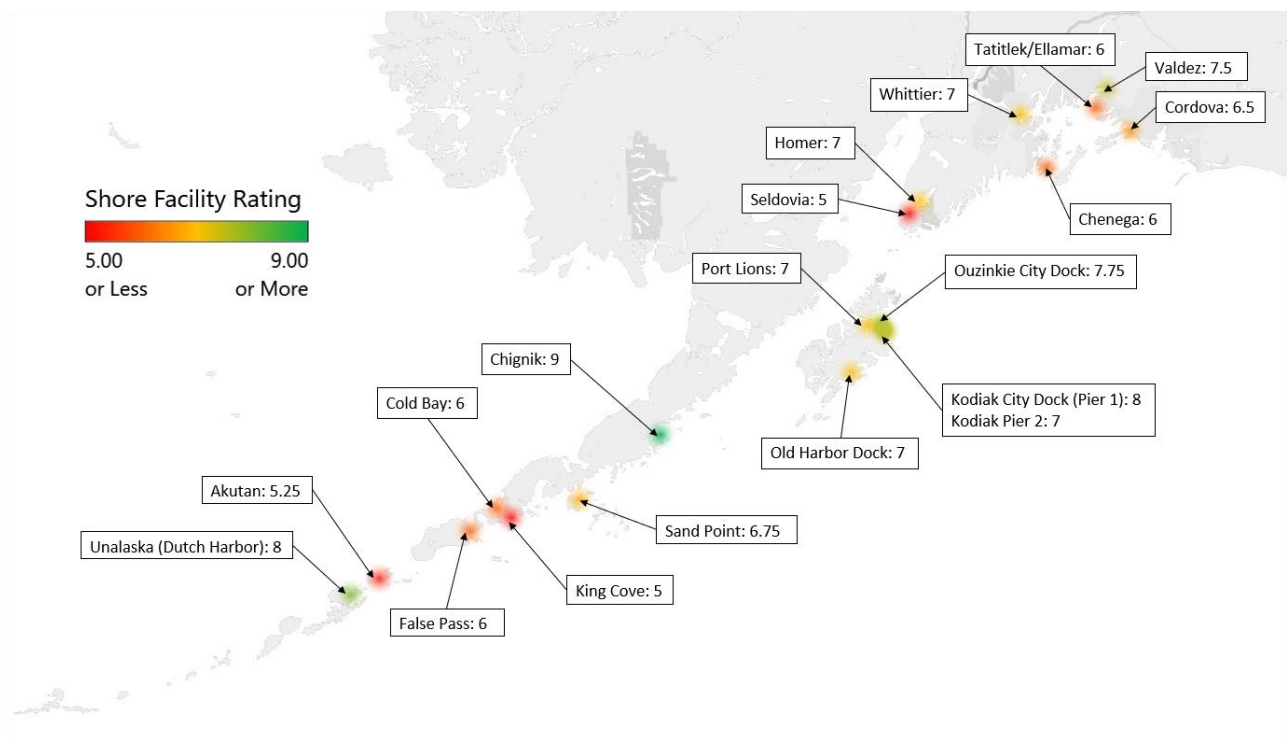 Tatitlek/Ellamar: 6
Valdez: 7.5
Whittier: 7
Cordova: 6.5
Homer: 7
Shore Facility Rating
5.00
or Less
9.00
or More
Seldovia: 5
Chenega: 6
Port Lions: 7
Ouzinkie City Dock: 7.75
Chignik: 9
Cold Bay: 6
Kodiak City Dock (Pier 1): 8
Kodiak Pier 2: 7
Old Harbor Dock: 7
Akutan: 5.25
Sand Point: 6.75
Unalaska (Dutch Harbor): 8
King Cove: 5
False Pass: 6